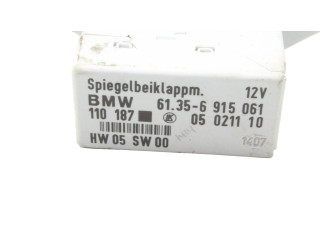 Spiegelbeiklappm. 12V
BMW 61.35-6 915 061
110 187 05 0211 10
HW 05 SW 00 1407